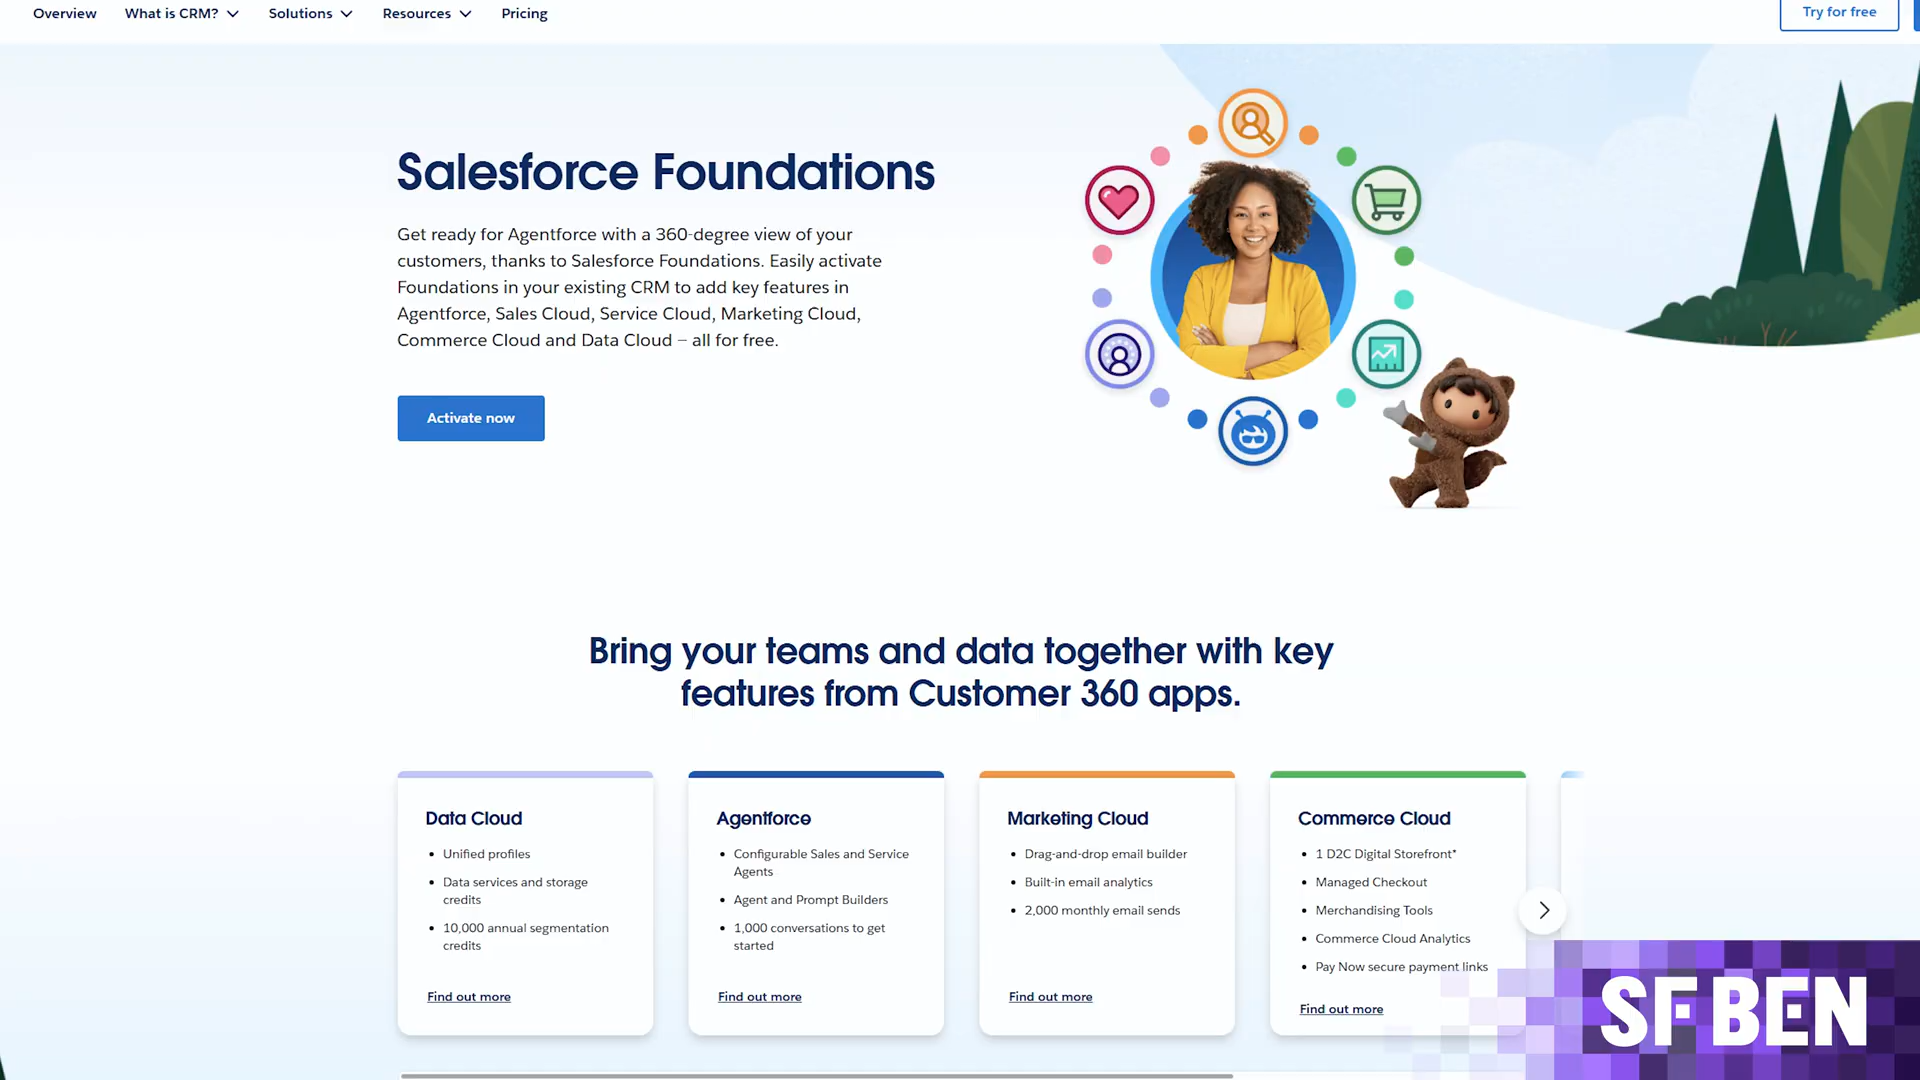 Overview What is CRM? Solutions Resources Pricing
Try for free
Salesforce Foundations
Get ready for Agentforce with a 360-degree view of your
customers, thanks to Salesforce Foundations. Easily activate
Foundations in your existing CRM to add key features in
Agentforce, Sales Cloud, Service Cloud, Marketing Cloud,
Commerce Cloud and Data Cloud – all for free.
Activate now
Bring your teams and data together with key
features from Customer 360 apps.
Data Cloud
• Unified profiles
• Data services and storage
credits
• 10,000 annual segmentation
credits
Find out more
Agentforce
• Configurable Sales and Service
Agents
• Agent and Prompt Builders
• 1,000 conversations to get
started
Find out more
Marketing Cloud
• Drag-and-drop email builder
• Built-in email analytics
• 2,000 monthly email sends
Find out more
Commerce Cloud
• 1 D2C Digital Storefront*
• Managed Checkout
• Merchandising Tools
• Commerce Cloud Analytics
• Pay Now secure payment links
Find out more
SF BEN